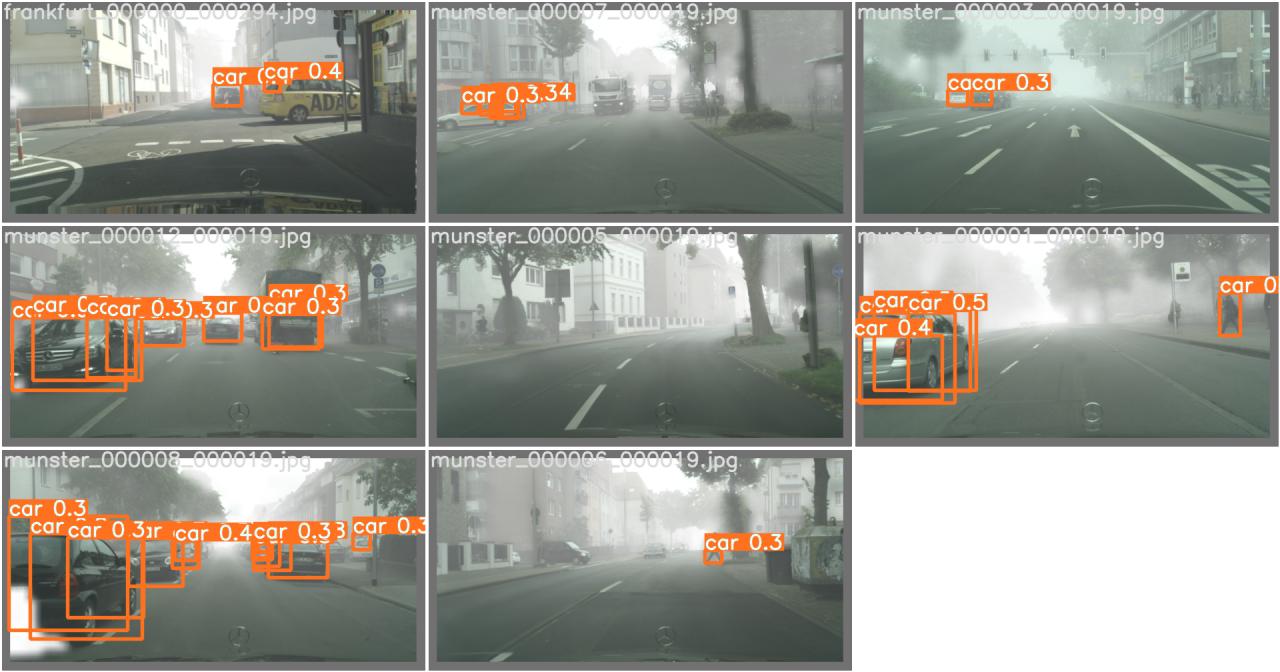 frankfurt_000000_000294.jpg
car 0.4
ADAC
munster_000007_000019.jpg
car 0.3
.34
munster_000003_000019.jpg
cacar 0.3
munster_000012_000019.jpg
car 0.3
car 0.3
car 0.3
munster_000005_000019.jpg
munster_000001_000019.jpg
car 0.5
car 0.4
car 0
munster_000008_000019.jpg
car 0.3
car 0.3
car 0.4
car 0.3
car 0.3
munster_000006_000019.jpg
car 0.3